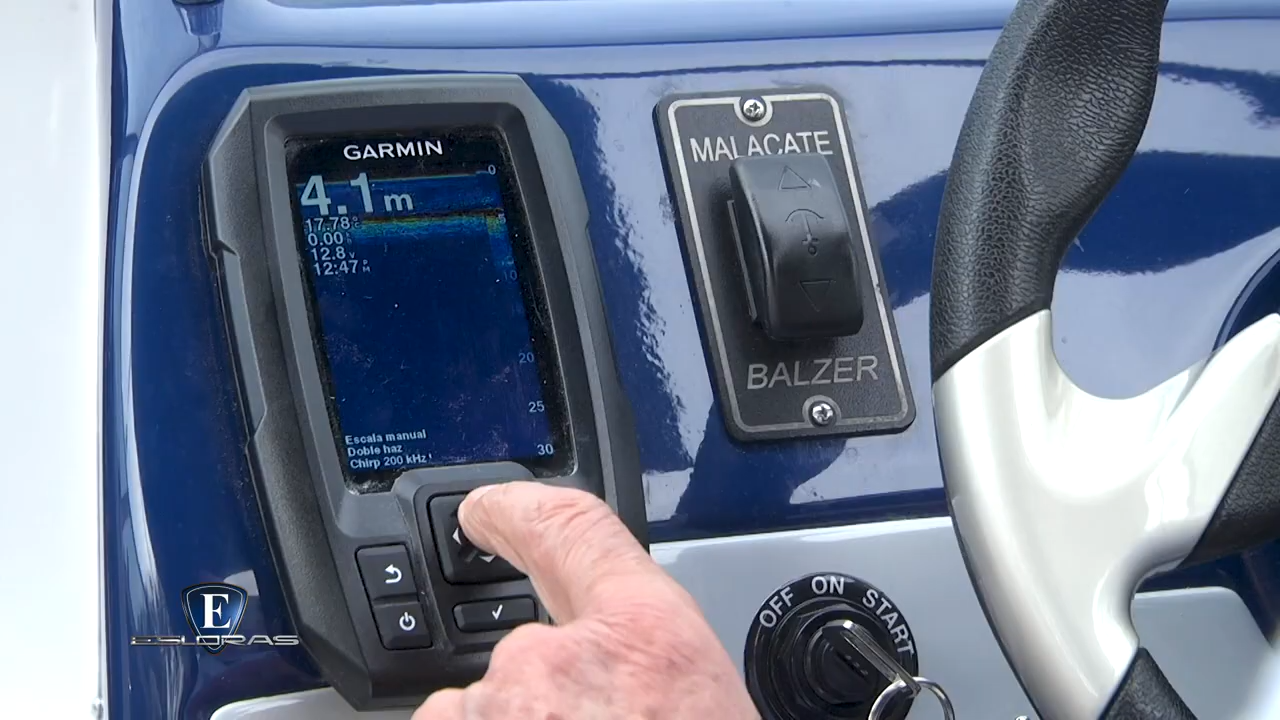 GARMIN
4.1 m
0
17.78°C
0.00
12.8 V
12:47 PM
10
20
25
30
Escala manual
Doble haz
Chirp 200 kHz
MALACATE
BALZER
OFF ON START
E
ESLORAS